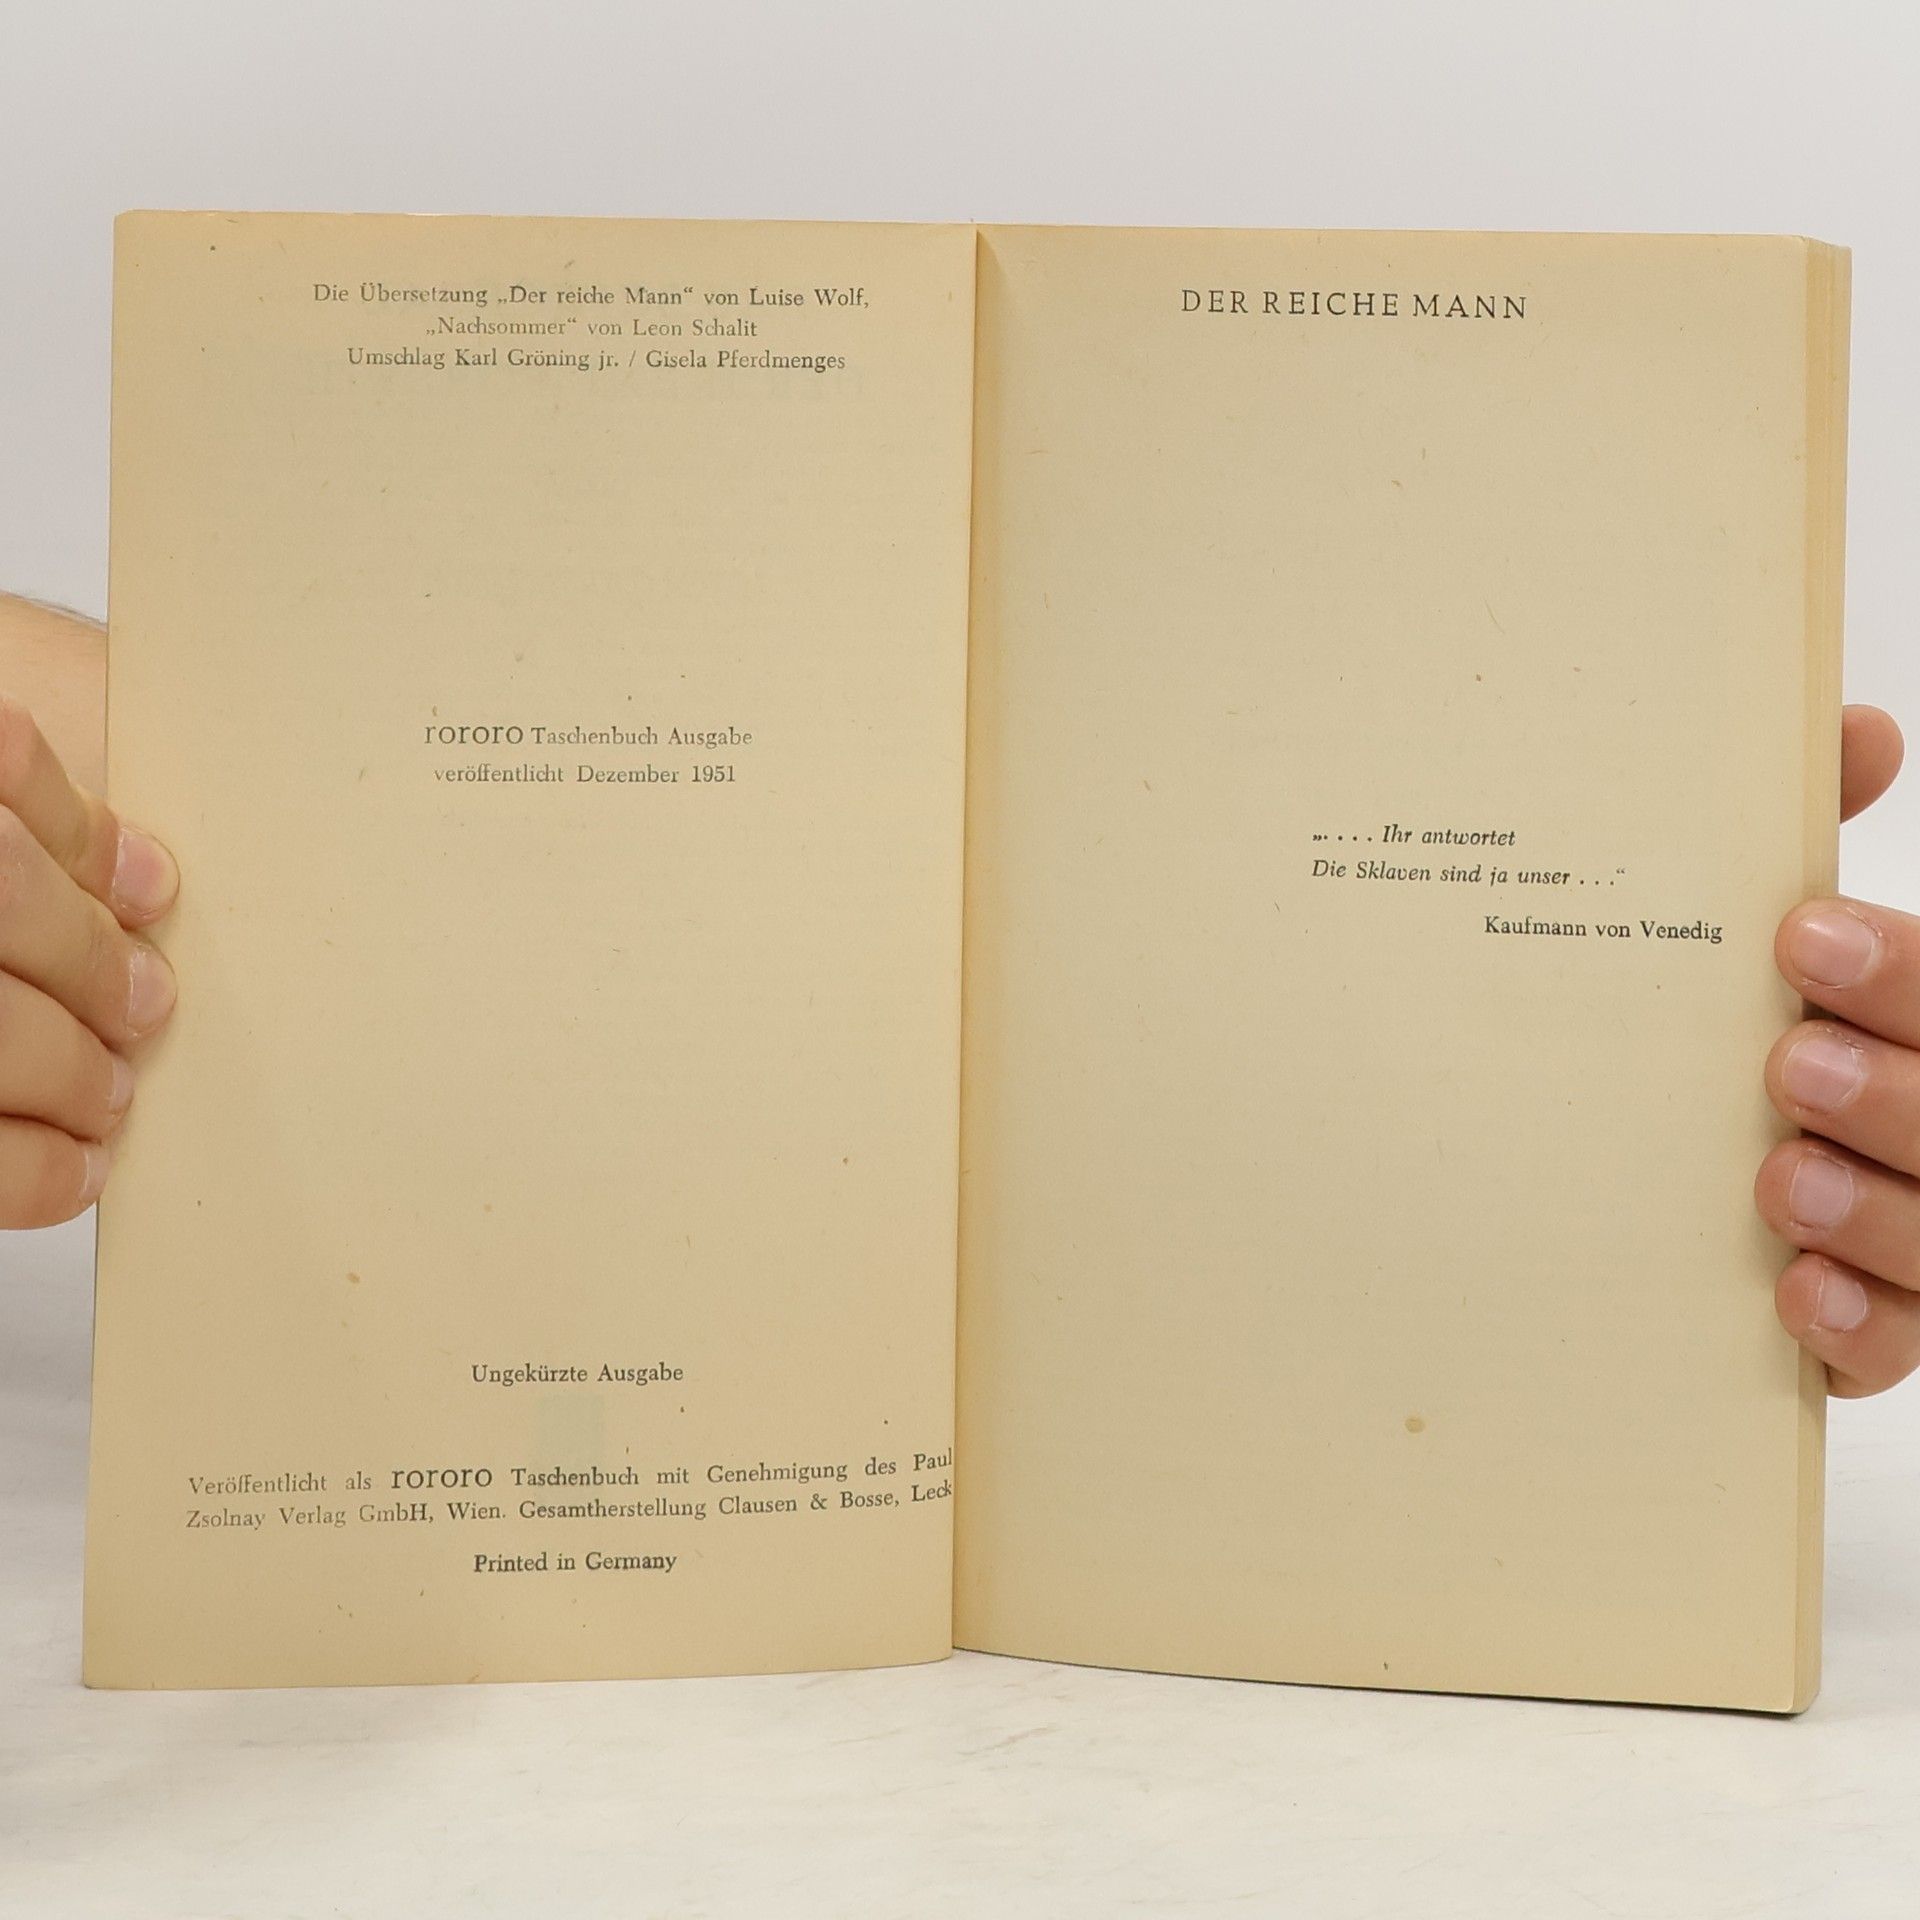 Die Übersetzung „Der reiche Mann“ von Luise Wolf,
„Nachsommer“ von Leon Schalit
Umschlag Karl Gröning jr. / Gisela Pferdmenges
rororo Taschenbuch Ausgabe
veröffentlicht Dezember 1951
Ungekürzte Ausgabe
Veröffentlicht als rororo Taschenbuch mit Genehmigung des Paul
Zsolnay Verlag GmbH, Wien. Gesamtherstellung Clausen & Bosse, Leck
Printed in Germany
DER REICHE MANN
„. . . . Ihr antwortet
Die Sklaven sind ja unser . . .“
Kaufmann von Venedig